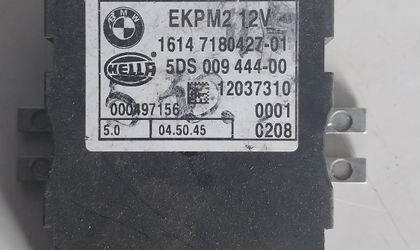 BMW
EKPM2 12V
1614 7180427-01
HELLA
5DS 009 444-00
12037310
000497156
0001
5.0
04.50.45
C208